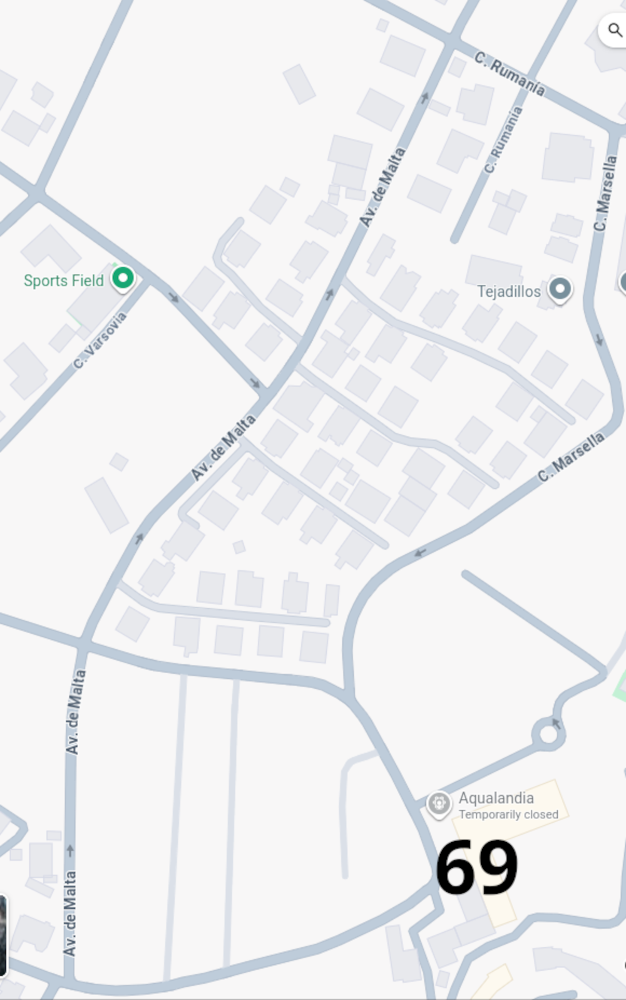 C. Rumanía
C. Rumania
Av. de Malta
C. Marsella
Sports Field
Tejadillos
C. Varsovia
Av. de Malta
C. Marsella
Av. de Malta
Aqualandia
Temporarily closed
69
Av. de Malta